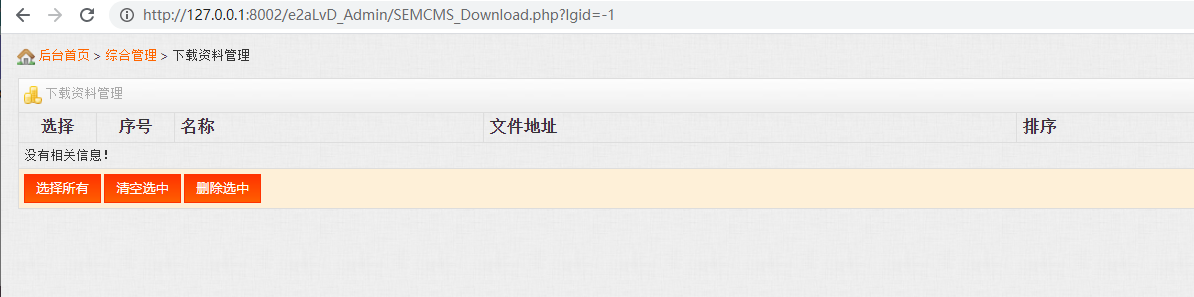 http://127.0.0.1:8002/e2aLvD_Admin/SEMCMS_Download.php?lgid=-1
后台首页 > 综合管理 > 下载资料管理
下载资料管理
选择 序号 名称 文件地址 排序
没有相关信息!
选择所有 清空选中 删除选中